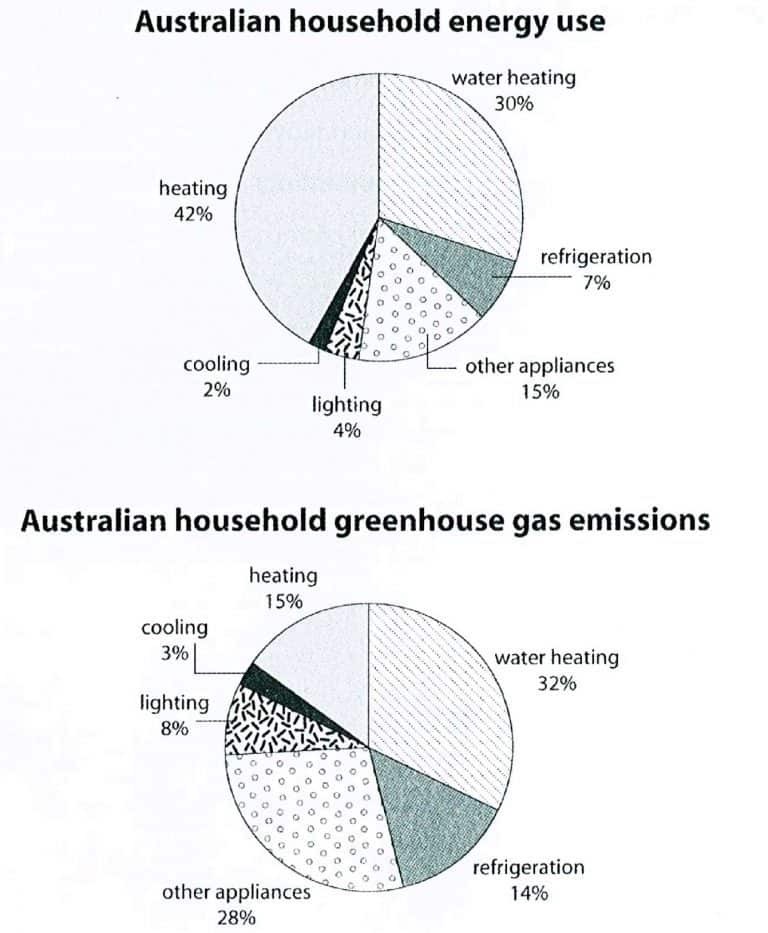 Australian household energy use
water heating
30%
heating
42%
refrigeration
7%
cooling
2%
other appliances
15%
lighting
4%
Australian household greenhouse gas emissions
heating
15%
cooling
3%
water heating
32%
lighting
8%
refrigeration
14%
other appliances
28%